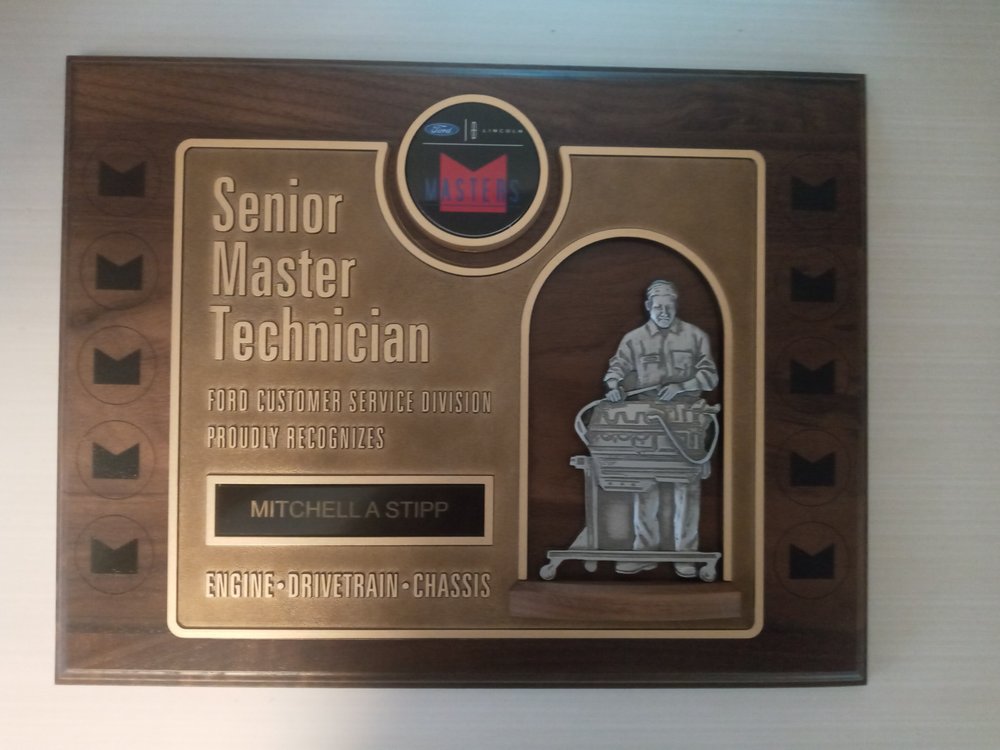 Ford LINCOLN
MASTERS
Senior
Master
Technician
FORD CUSTOMER SERVICE DIVISION
PROUDLY RECOGNIZES
MITCHELL A STIPP
ENGINE•DRIVETRAIN•CHASSIS